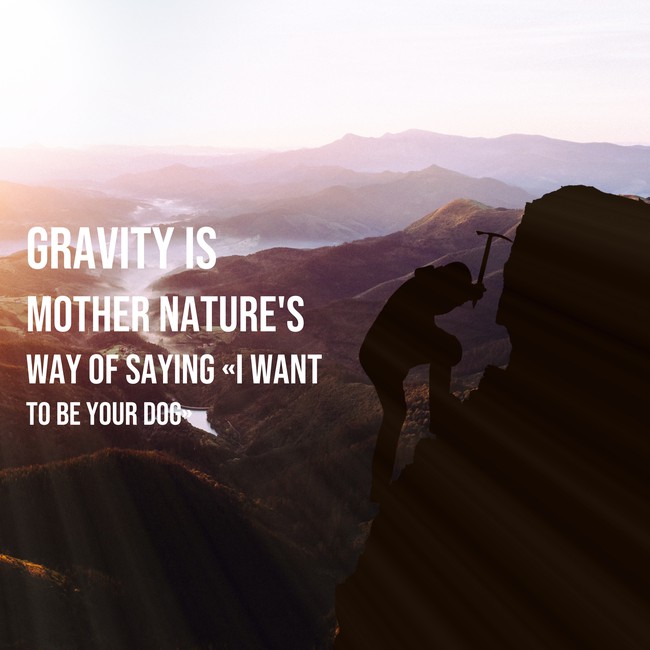 GRAVITY IS
MOTHER NATURE'S
WAY OF SAYING «I WANT
TO BE YOUR DOG»